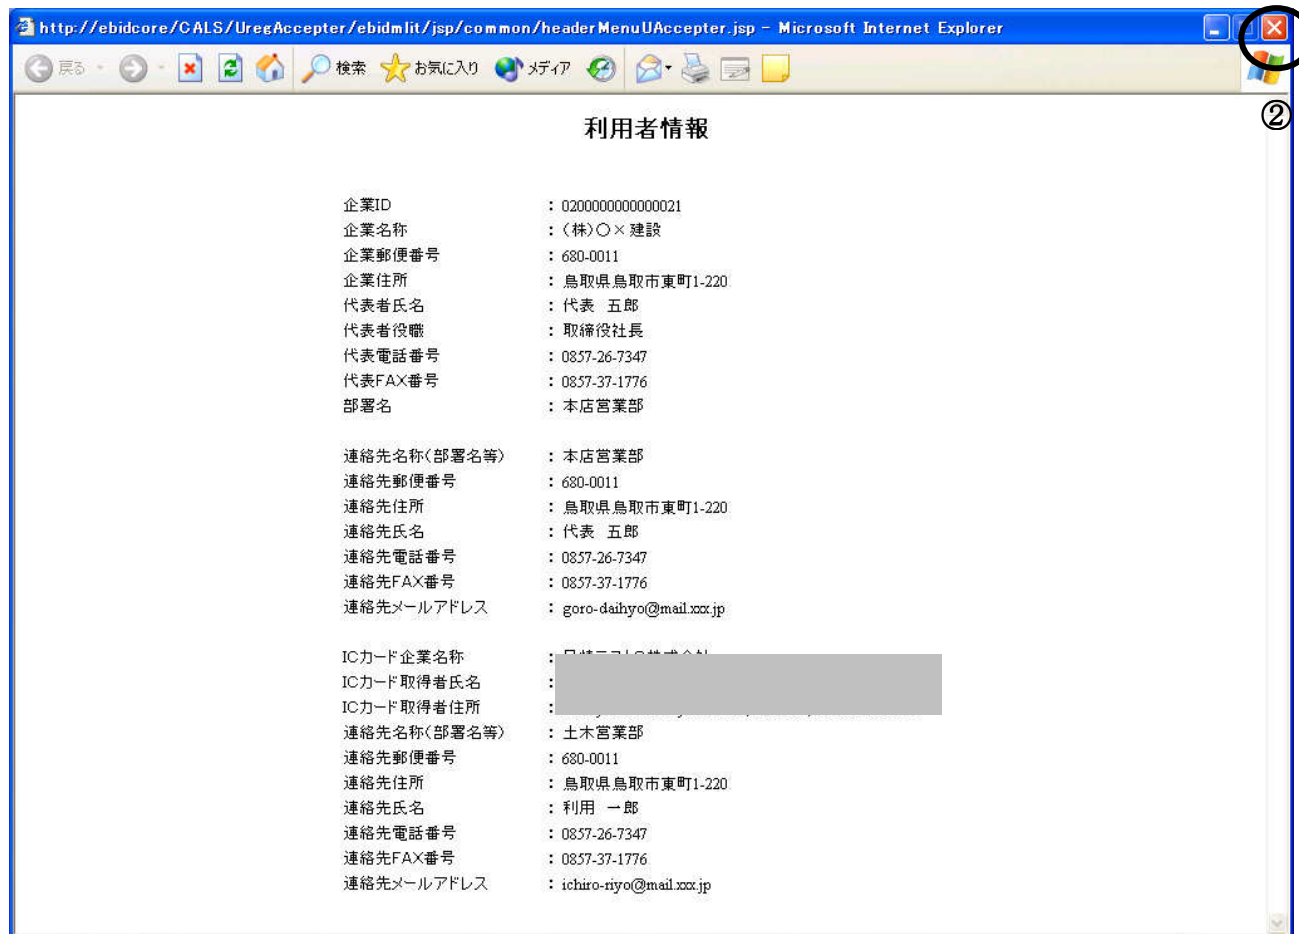 http://ebidcore/CALS/UregAccepter/ebidmlit/jsp/common/headerMenuUAccepter.jsp - Microsoft Internet Explorer
戻る 検索 お気に入り メディア
②
利用者情報
企業ID : 0200000000000021
企業名称 : (株)○×建設
企業郵便番号 : 680-0011
企業住所 : 鳥取県鳥取市東町1-220
代表者氏名 : 代表 五郎
代表者役職 : 取締役社長
代表電話番号 : 0857-26-7347
代表FAX番号 : 0857-37-1776
部署名 : 本店営業部
連絡先名称(部署名等) : 本店営業部
連絡先郵便番号 : 680-0011
連絡先住所 : 鳥取県鳥取市東町1-220
連絡先氏名 : 代表 五郎
連絡先電話番号 : 0857-26-7347
連絡先FAX番号 : 0857-37-1776
連絡先メールアドレス : goro-daihyo@mail.xxx.jp
ICカード企業名称 :
ICカード取得者氏名 :
ICカード取得者住所 :
連絡先名称(部署名等) : 土木営業部
連絡先郵便番号 : 680-0011
連絡先住所 : 鳥取県鳥取市東町1-220
連絡先氏名 : 利用 一郎
連絡先電話番号 : 0857-26-7347
連絡先FAX番号 : 0857-37-1776
連絡先メールアドレス : ichiro-riyo@mail.xxx.jp